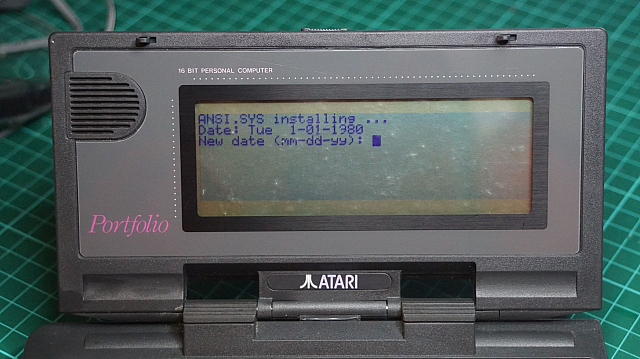 16 BIT PERSONAL COMPUTER
ANSI.SYS installing ...
Date: Tue  1-01-1980
New date (mm-dd-yy):
Portfolio
ATARI